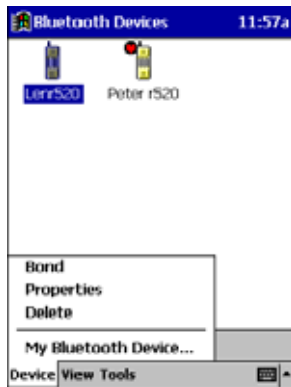 Bluetooth Devices 11:57a
Lenr520 Peter r520
Bond
Properties
Delete
My Bluetooth Device...
Device View Tools